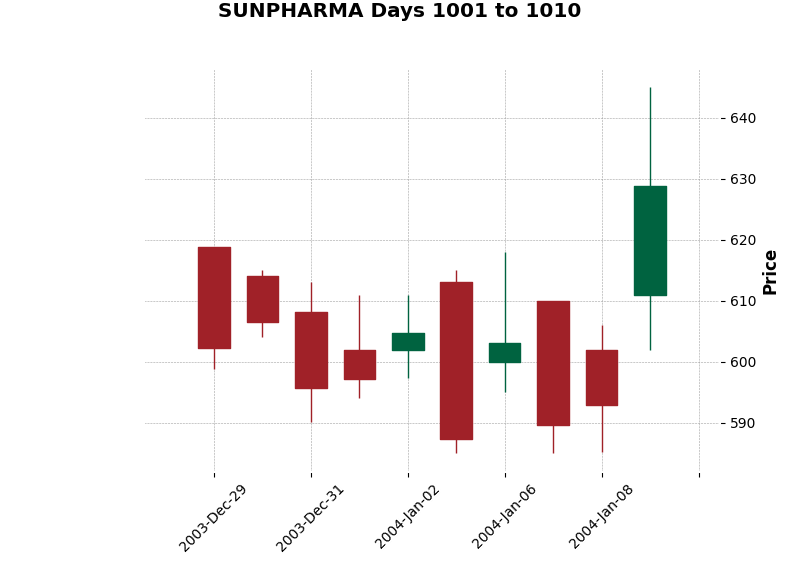 SUNPHARMA Days 1001 to 1010
640
630
620
610
600
590
Price
2003-Dec-29
2003-Dec-31
2004-Jan-02
2004-Jan-06
2004-Jan-08